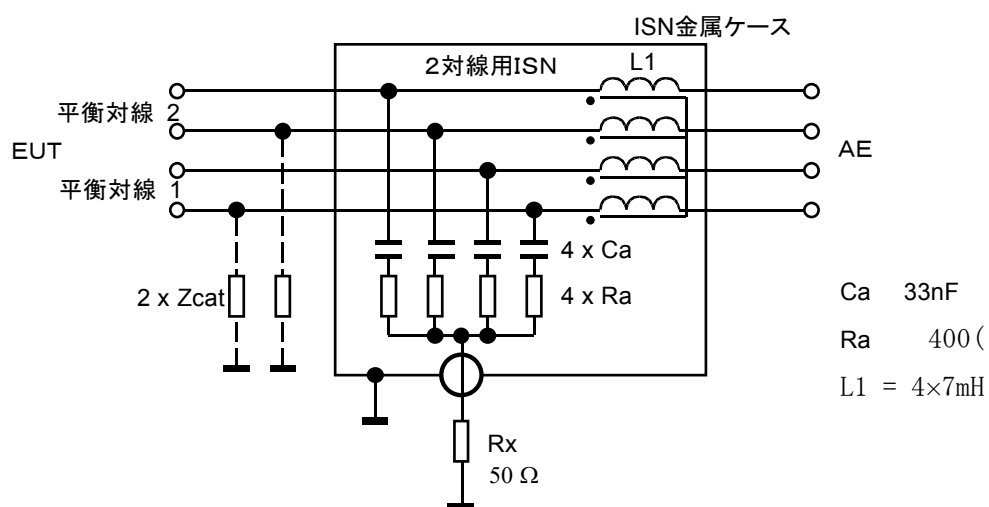 ISN金属ケース
2対線用ISN
L1
平衡対線 2
EUT
平衡対線 1
AE
4 x Ca
2 x Zcat
4 x Ra
Ca 33nF
Ra 400(
L1 = 4×7mH
Rx
50 Ω